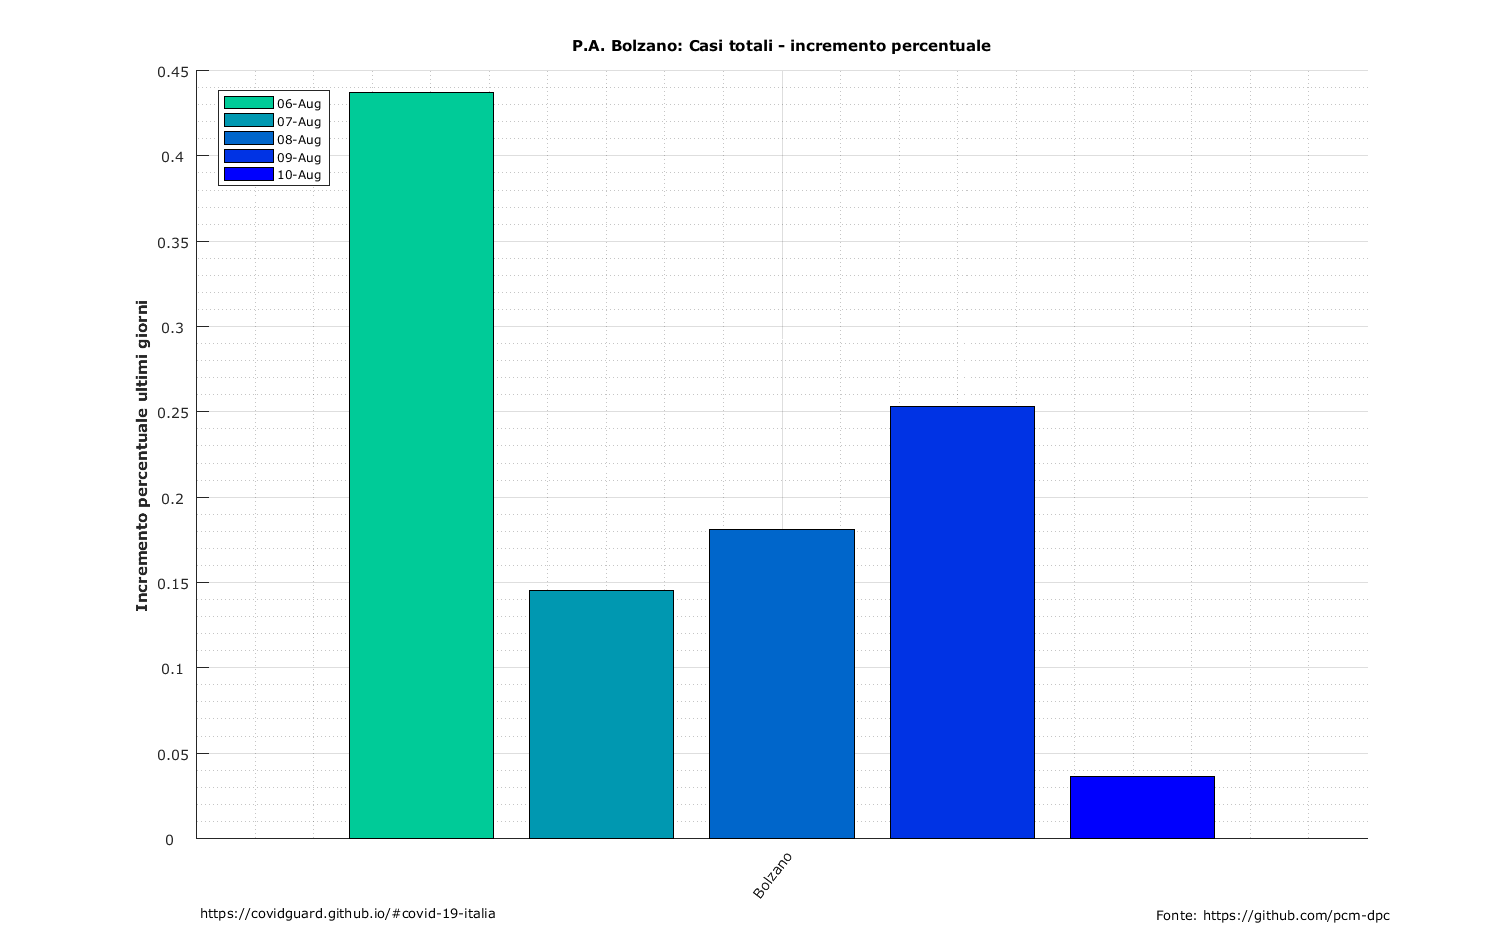 P.A. Bolzano: Casi totali - incremento percentuale
0.45
0.4
0.35
0.3
0.25
0.2
0.15
0.1
0.05
0
Incremento percentuale ultimi giorni
06-Aug
07-Aug
08-Aug
09-Aug
10-Aug
Bolzano
https://covidguard.github.io/#covid-19-italia
Fonte: https://github.com/pcm-dpc